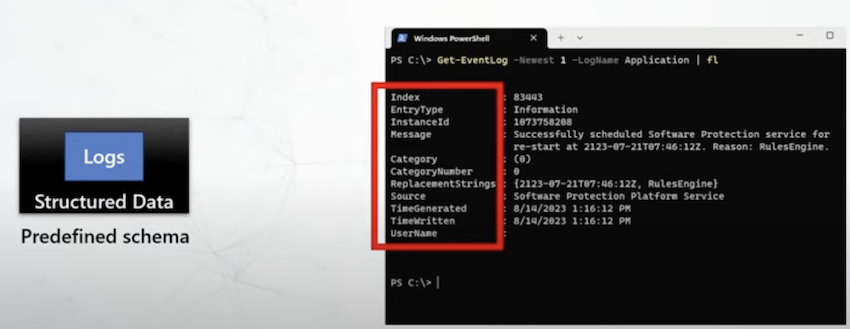 Logs
Structured Data
Predefined schema
Windows PowerShell
PS C:\> Get-EventLog -Newest 1 -LogName Application | fl
Index : 83443
EntryType : Information
InstanceId : 1073758208
Message : Successfully scheduled Software Protection service for
re-start at 2123-07-21T07:46:12Z. Reason: RulesEngine.
Category : (0)
CategoryNumber : 0
ReplacementStrings : {2123-07-21T07:46:12Z, RulesEngine}
Source : Software Protection Platform Service
TimeGenerated : 8/14/2023 1:16:12 PM
TimeWritten : 8/14/2023 1:16:12 PM
UserName :
PS C:\>